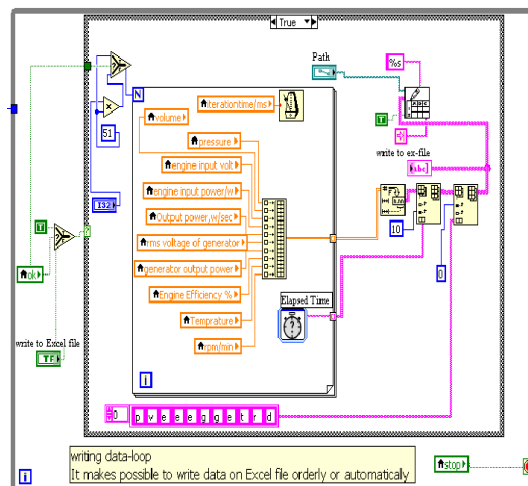 True
Path
%s
N
iterationtime/ms
volume
51
pressure
T
engine input volt
write to ex-file
I32
engine input power/w
abc
Output power,w/sec
T
rms voltage of generator
10
ok
generator output power
0
Elapsed Time
Engine Efficiency %
write to Excel file
Temprature
TF
rpm/min
i
0
p v e e g g e t r d
writing data-loop
It makes possible to write data on Excel file orderly or automatically
stop
i